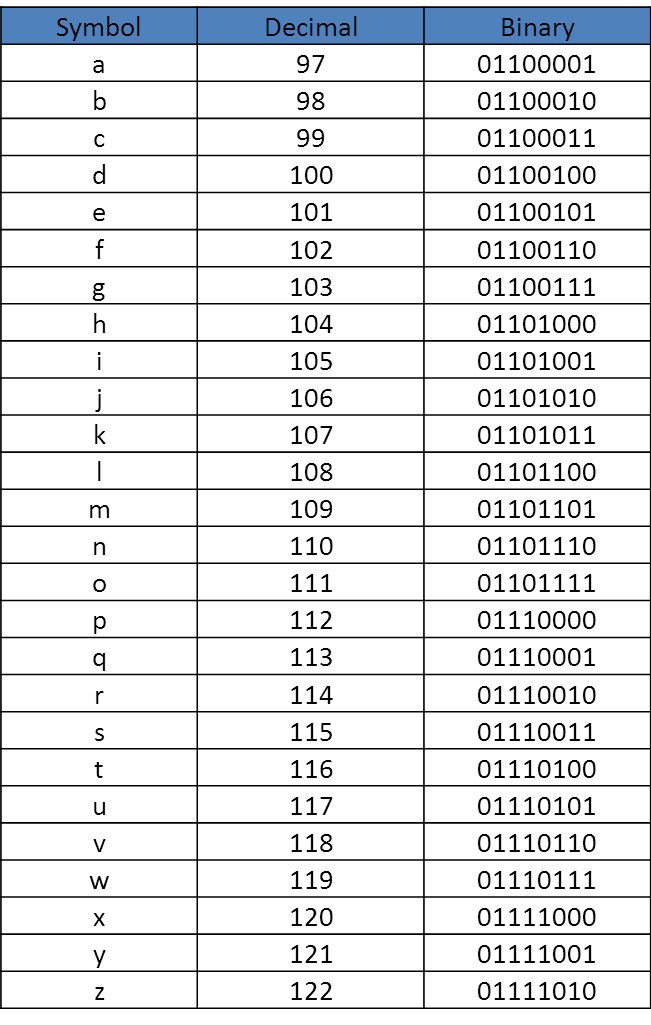 Symbol Decimal Binary
a 97 01100001
b 98 01100010
c 99 01100011
d 100 01100100
e 101 01100101
f 102 01100110
g 103 01100111
h 104 01101000
i 105 01101001
j 106 01101010
k 107 01101011
l 108 01101100
m 109 01101101
n 110 01101110
o 111 01101111
p 112 01110000
q 113 01110001
r 114 01110010
s 115 01110011
t 116 01110100
u 117 01110101
v 118 01110110
w 119 01110111
x 120 01111000
y 121 01111001
z 122 01111010